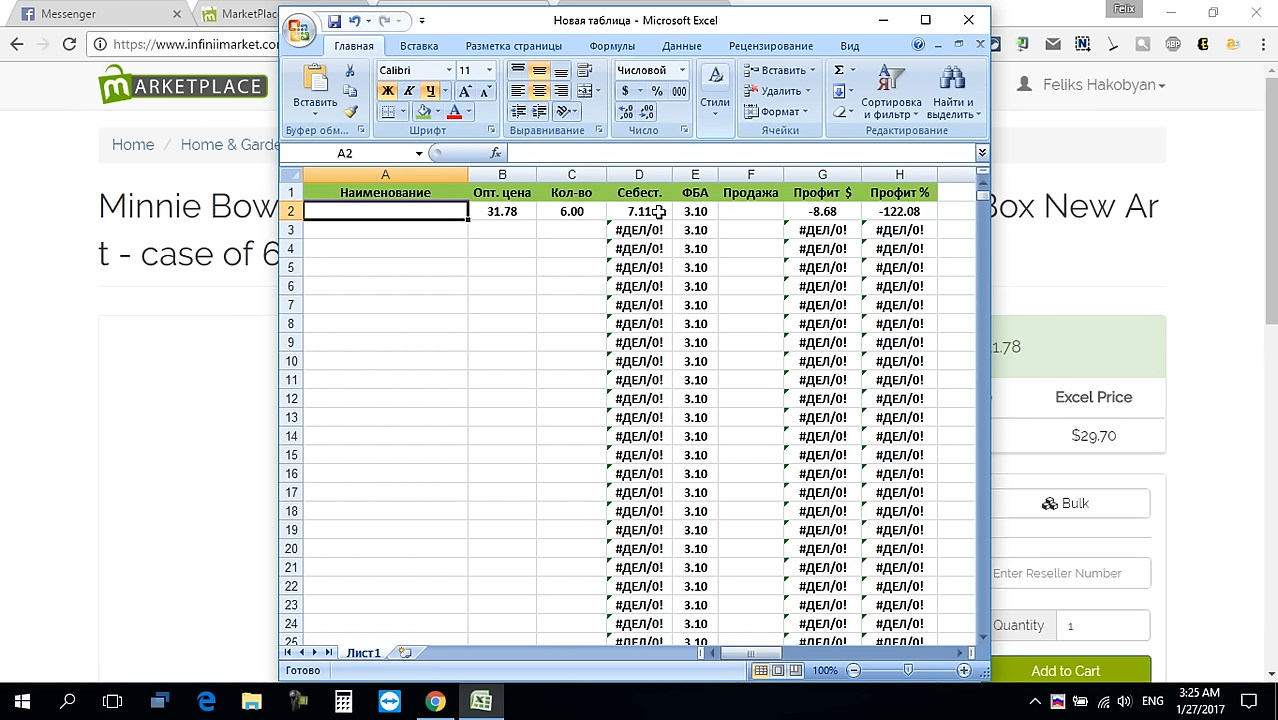 Messenger
MarketPlac
Felix
https://www.infiniimarket.co
MARKETPLACE
Feliks Hakobyan
Home
Home & Garde
Minnie Bow
Box New Ar
t - case of 6
1.78
Excel Price
$29.70
Bulk
Enter Reseller Number
Quantity
1
Add to Cart
Новая таблица - Microsoft Excel
Главная Вставка Разметка страницы Формулы Данные Рецензирование Вид
Вставить
Буфер обм...
Calibri 11
Ж К Ч
Шрифт
Выравнивание
Числовой
$ % 000
Число
Стили
Вставить
Удалить
Формат
Ячейки
Σ
Сортировка и фильтр
Найти и выделить
Редактирование
A2
fx
A B C D E F G H
1 Наименование Опт. цена Кол-во Себест. ФБА Продажа Профит $ Профит %
2 31.78 6.00 7.11 3.10 -8.68 -122.08
3 #ДЕЛ/0! 3.10 #ДЕЛ/0! #ДЕЛ/0!
4 #ДЕЛ/0! 3.10 #ДЕЛ/0! #ДЕЛ/0!
5 #ДЕЛ/0! 3.10 #ДЕЛ/0! #ДЕЛ/0!
6 #ДЕЛ/0! 3.10 #ДЕЛ/0! #ДЕЛ/0!
7 #ДЕЛ/0! 3.10 #ДЕЛ/0! #ДЕЛ/0!
8 #ДЕЛ/0! 3.10 #ДЕЛ/0! #ДЕЛ/0!
9 #ДЕЛ/0! 3.10 #ДЕЛ/0! #ДЕЛ/0!
10 #ДЕЛ/0! 3.10 #ДЕЛ/0! #ДЕЛ/0!
11 #ДЕЛ/0! 3.10 #ДЕЛ/0! #ДЕЛ/0!
12 #ДЕЛ/0! 3.10 #ДЕЛ/0! #ДЕЛ/0!
13 #ДЕЛ/0! 3.10 #ДЕЛ/0! #ДЕЛ/0!
14 #ДЕЛ/0! 3.10 #ДЕЛ/0! #ДЕЛ/0!
15 #ДЕЛ/0! 3.10 #ДЕЛ/0! #ДЕЛ/0!
16 #ДЕЛ/0! 3.10 #ДЕЛ/0! #ДЕЛ/0!
17 #ДЕЛ/0! 3.10 #ДЕЛ/0! #ДЕЛ/0!
18 #ДЕЛ/0! 3.10 #ДЕЛ/0! #ДЕЛ/0!
19 #ДЕЛ/0! 3.10 #ДЕЛ/0! #ДЕЛ/0!
20 #ДЕЛ/0! 3.10 #ДЕЛ/0! #ДЕЛ/0!
21 #ДЕЛ/0! 3.10 #ДЕЛ/0! #ДЕЛ/0!
22 #ДЕЛ/0! 3.10 #ДЕЛ/0! #ДЕЛ/0!
23 #ДЕЛ/0! 3.10 #ДЕЛ/0! #ДЕЛ/0!
24 #ДЕЛ/0! 3.10 #ДЕЛ/0! #ДЕЛ/0!
25 #ДЕЛ/0! 3.10 #ДЕЛ/0! #ДЕЛ/0!
Лист1
Готово
100%
ENG
3:25 AM
1/27/2017